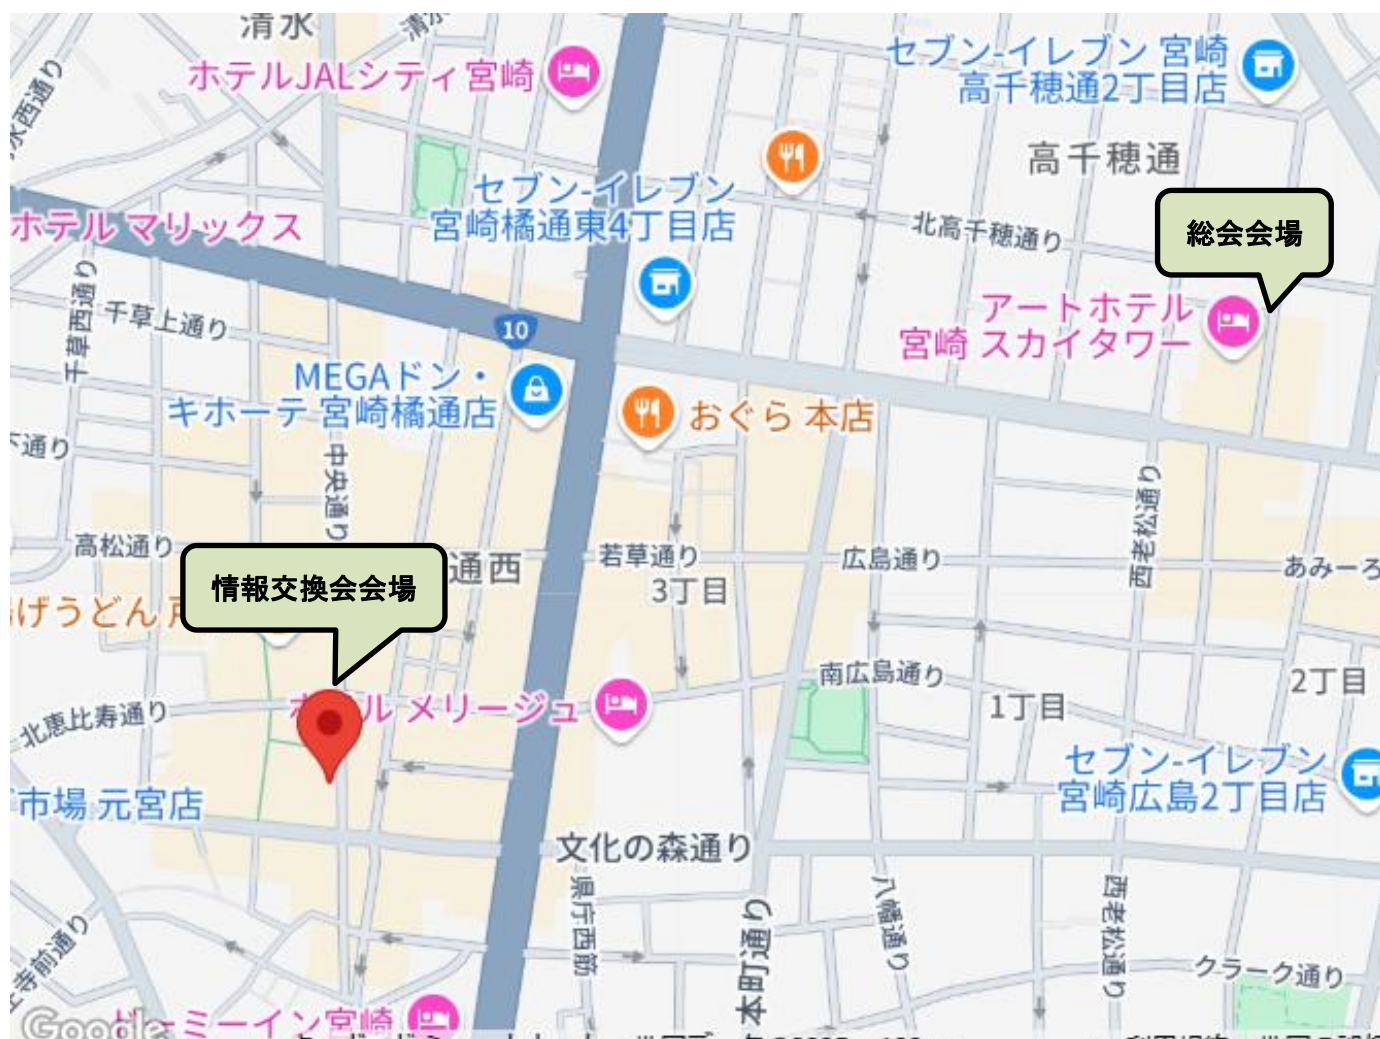 清水
ホテルJALシティ宮崎
セブン-イレブン 宮崎
高千穂通2丁目店
高千穂通
セブン-イレブン
宮崎橘通東4丁目店
ホテル マリックス
北高千穂通り
総会会場
千草西通り
千草上通り
10
アートホテル
宮崎 スカイタワー
MEGAドン・
キホーテ 宮崎橘通店
おぐら 本店
中央通り
西老松通り
高松通り
若草通り
広島通り
情報交換会会場
通西
3丁目
南広島通り
2丁目
1丁目
メリージュ
北恵比寿通り
セブン-イレブン
宮崎広島2丁目店
市場 元宮店
文化の森通り
県庁西筋
本町通り
八幡通り
西老松通り
クラーク通り
Google